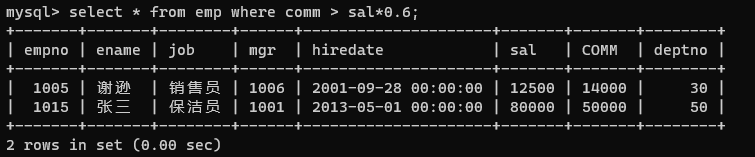 mysql> select * from emp where comm > sal*0.6;
+-------+-------+--------+------+---------------------+-------+-------+--------+
| empno | ename | job    | mgr  | hiredate            | sal   | COMM  | deptno |
+-------+-------+--------+------+---------------------+-------+-------+--------+
|  1005 | 谢逊  | 销售员 | 1006 | 2001-09-28 00:00:00 | 12500 | 14000 |     30 |
|  1015 | 张三  | 保洁员 | 1001 | 2013-05-01 00:00:00 | 80000 | 50000 |     50 |
+-------+-------+--------+------+---------------------+-------+-------+--------+
2 rows in set (0.00 sec)